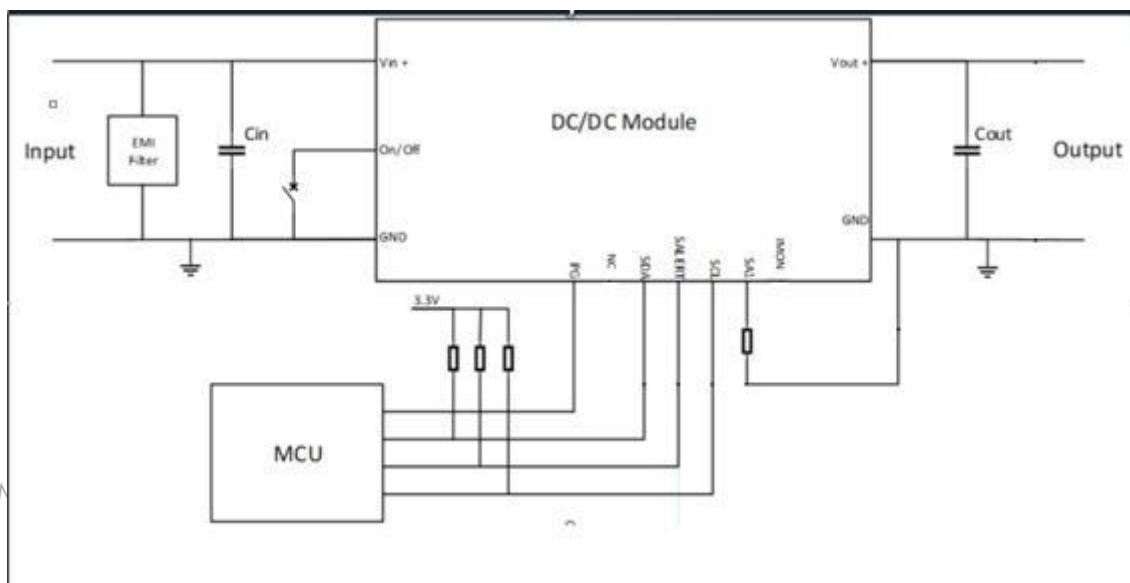 Vin +
Vout +
DC/DC Module
Input
EMI
Filter
Cin
On/Off
Cout
Output
GND
GND
PG
NC
SDA
SALERT
SCL
SA1
IMON
3.3V
MCU